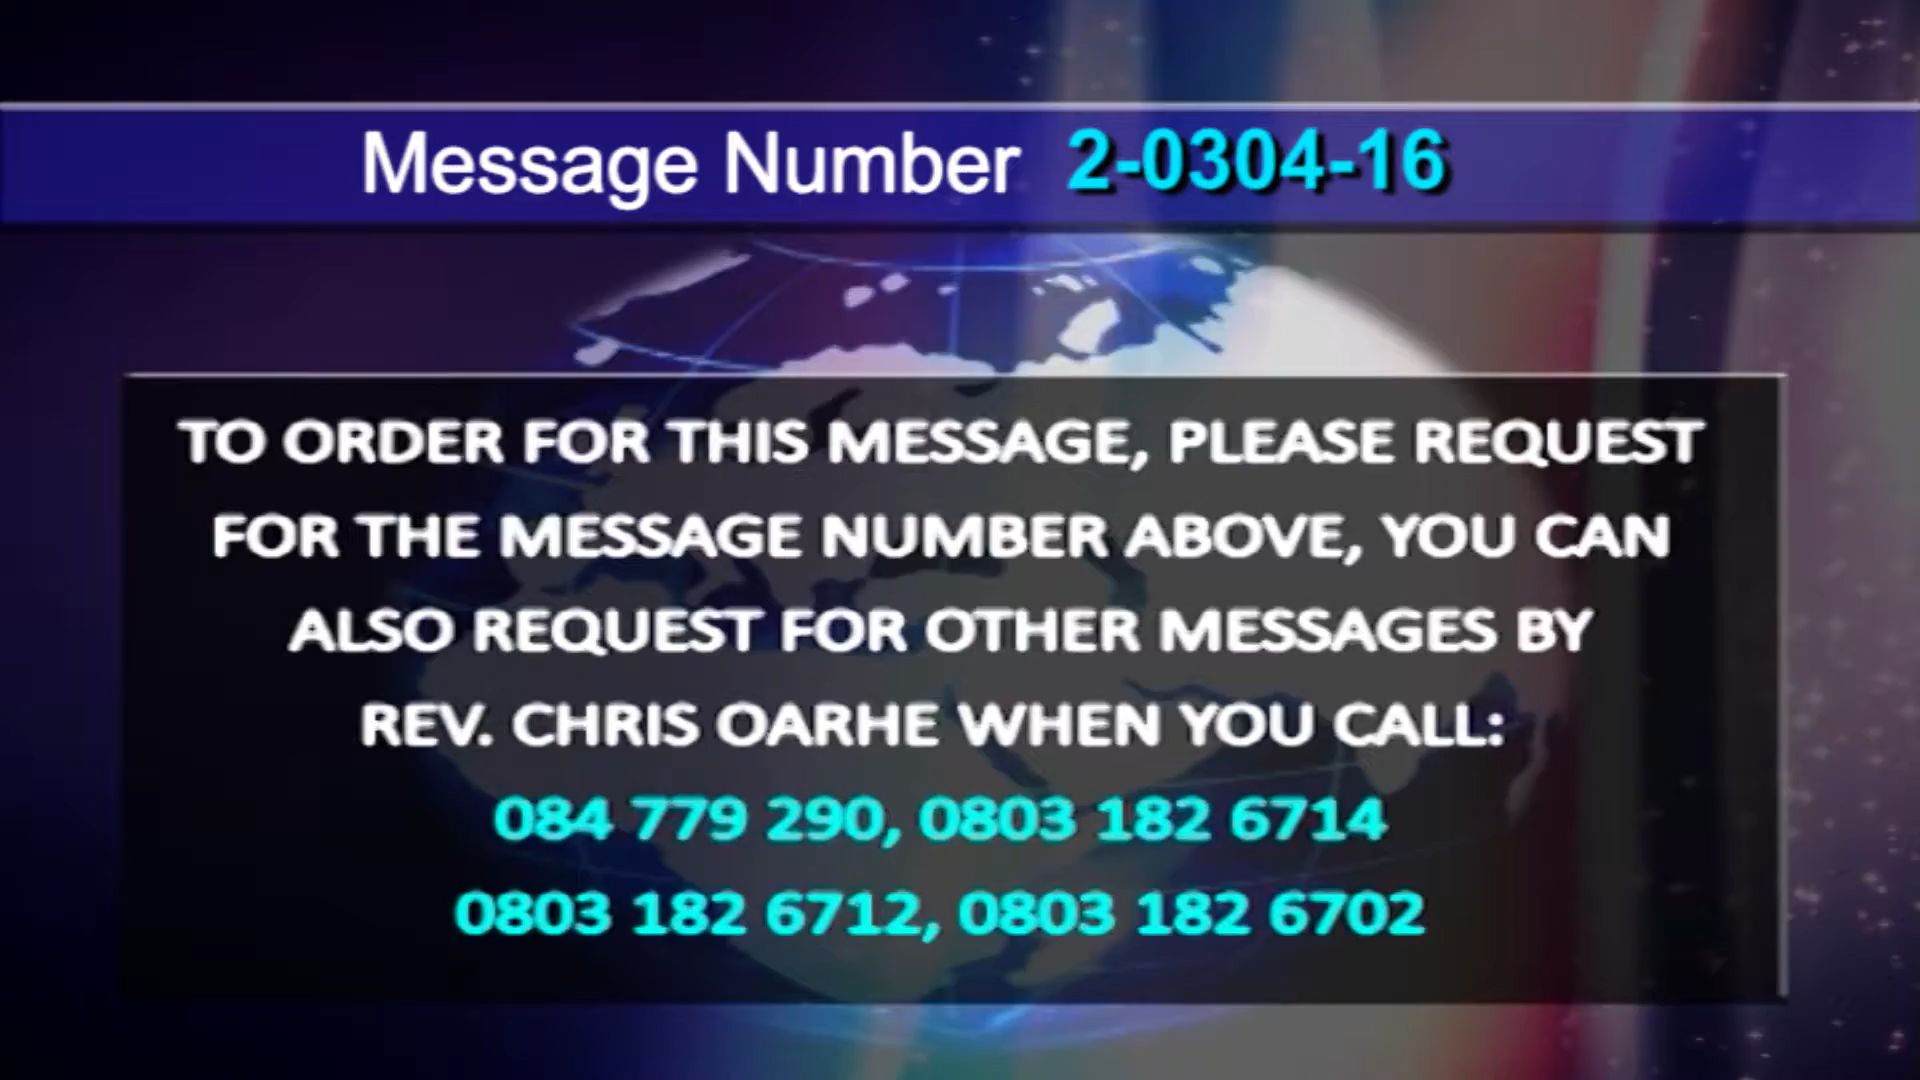 Message Number 2-0304-16
TO ORDER FOR THIS MESSAGE, PLEASE REQUEST
FOR THE MESSAGE NUMBER ABOVE, YOU CAN
ALSO REQUEST FOR OTHER MESSAGES BY
REV. CHRIS OARHE WHEN YOU CALL:
084 779 290, 0803 182 6714
0803 182 6712, 0803 182 6702